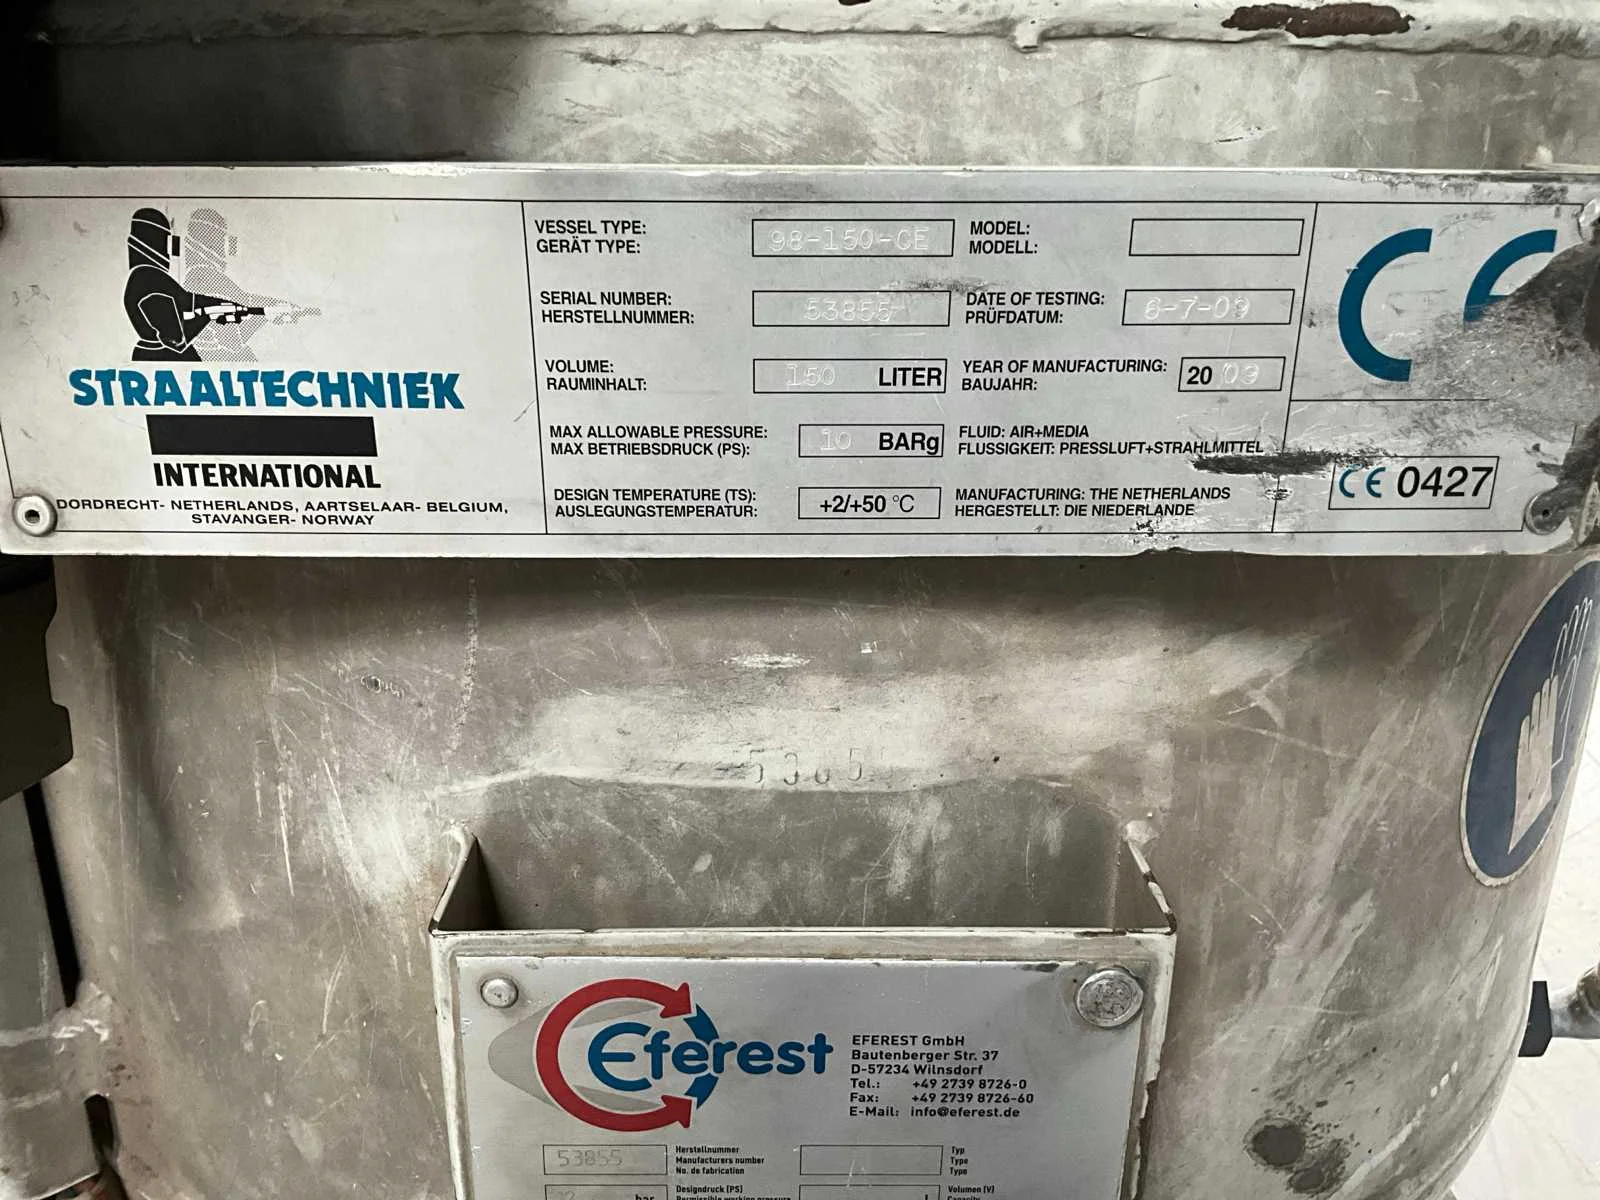 VESSEL TYPE: 98-150-CE MODEL:
GERÄT TYPE: MODELL:
SERIAL NUMBER: 53855 DATE OF TESTING: 6-7-09
HERSTELLNUMMER: PRÜFDATUM:
VOLUME: 150 LITER YEAR OF MANUFACTURING: 20 09
RAUMINHALT: BAUJAHR:
MAX ALLOWABLE PRESSURE: 10 BARg FLUID: AIR+MEDIA
MAX BETRIEBSDRUCK (PS): FLUSSIGKEIT: PRESSLUFT+STRAHLMITTEL
DESIGN TEMPERATURE (TS): +2/+50 °C MANUFACTURING: THE NETHERLANDS
AUSLEGUNGSTEMPERATUR: HERGESTELLT: DIE NIEDERLANDE
STRAALTECHNIEK
INTERNATIONAL
DORDRECHT- NETHERLANDS, AARTSELAAR- BELGIUM,
STAVANGER- NORWAY
CE
CE 0427
Eferest
EFEREST GmbH
Bautenberger Str. 37
D-57234 Wilnsdorf
Tel.: +49 2739 8726-0
Fax: +49 2739 8726-60
E-Mail: info@eferest.de
53855 Herstellnummer Typ
Manufacturers number Type
No. de fabrication Type
bar Designdruck (PS) Volumen (V)